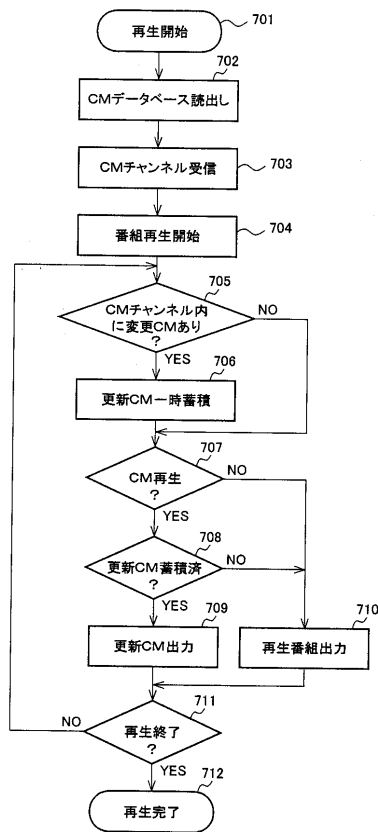 再生開始
701
702
CMデータベース読出し
CMチャンネル受信
703
番組再生開始
704
705
CMチャンネル内
に変更CMあり
?
NO
YES
706
更新CM一時蓄積
707
CM再生
?
NO
YES
708
更新CM蓄積済
?
NO
YES
709
更新CM出力
710
再生番組出力
711
再生終了
?
NO
YES
712
再生完了